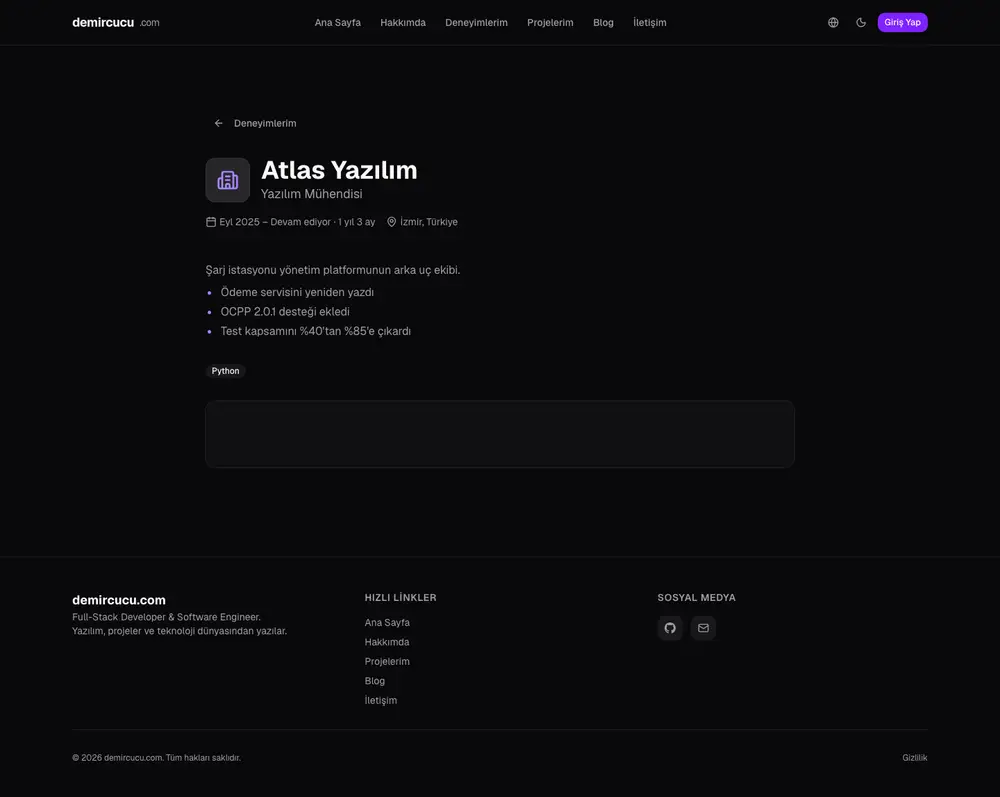 demircucu .com
Ana Sayfa Hakkımda Deneyimlerim Projelerim Blog İletişim
Giriş Yap
Deneyimlerim
Atlas Yazılım
Yazılım Mühendisi
Eyl 2025 – Devam ediyor · 1 yıl 3 ay İzmir, Türkiye
Şarj istasyonu yönetim platformunun arka uç ekibi.
• Ödeme servisini yeniden yazdı
• OCPP 2.0.1 desteği ekledi
• Test kapsamını %40'tan %85'e çıkardı
Python
demircucu.com
Full-Stack Developer & Software Engineer.
Yazılım, projeler ve teknoloji dünyasından yazılar.
HIZLI LİNKLER
Ana Sayfa
Hakkımda
Projelerim
Blog
İletişim
SOSYAL MEDYA
© 2026 demircucu.com. Tüm hakları saklıdır.
Gizlilik